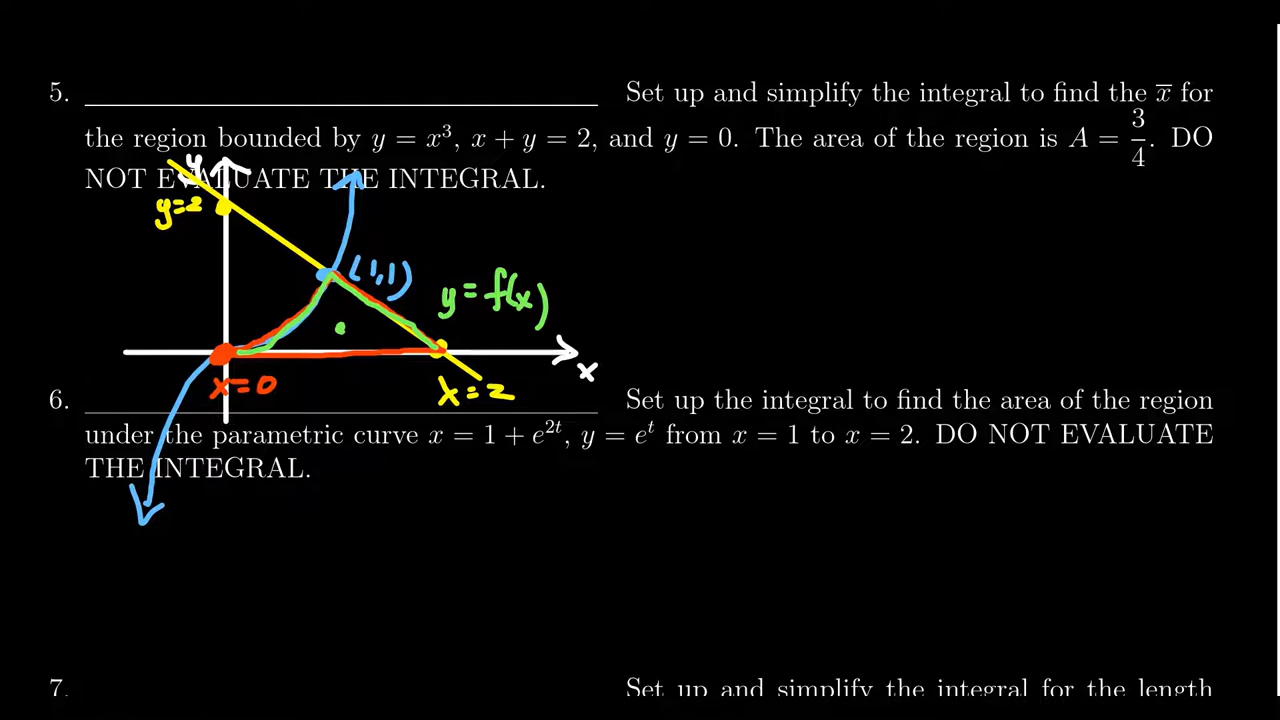 5. Set up and simplify the integral to find the x̅ for
the region bounded by y = x³, x + y = 2, and y = 0. The area of the region is A = 3/4. DO
NOT EVALUATE THE INTEGRAL.
y
y=2
(1,1)
y = f(x)
x
x=0
x=2
6. Set up the integral to find the area of the region
under the parametric curve x = 1 + e²ᵗ, y = eᵗ from x = 1 to x = 2. DO NOT EVALUATE
THE INTEGRAL.
7. Set up and simplify the integral for the length